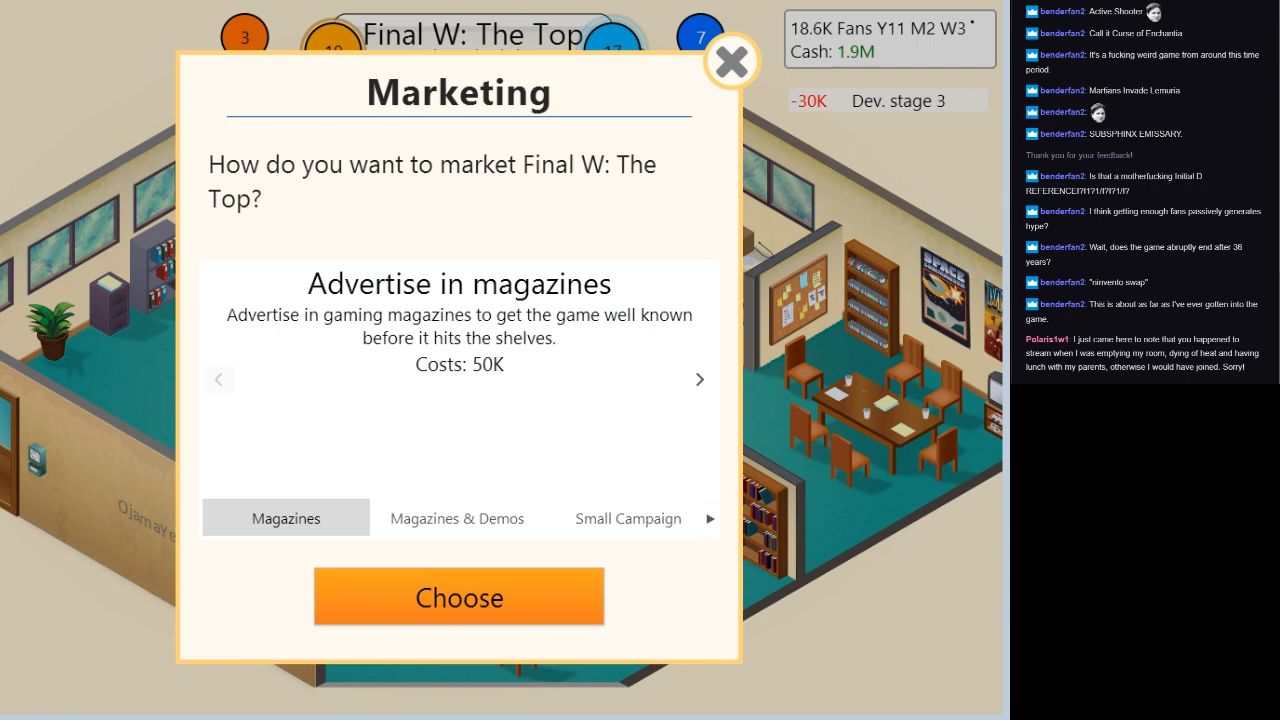 3
Final W: The Top
7
18.6K Fans Y11 M2 W3
Cash: 1.9M
-30K Dev. stage 3
Marketing
How do you want to market Final W: The
Top?
Advertise in magazines
Advertise in gaming magazines to get the game well known
before it hits the shelves.
Costs: 50K
Magazines
Magazines & Demos
Small Campaign
Choose
SPACE
benderfan2: Active Shooter
benderfan2: Call it Curse of Enchantia
benderfan2: It's a fucking weird game from around this time
period.
benderfan2: Martians Invade Lemuria
benderfan2:
benderfan2: SUBSPHINX EMISSARY.
Thank you for your feedback!
benderfan2: Is that a motherfucking Initial D
REFERENCE!?!1?1/!?!?1/!?
benderfan2: I think getting enough fans passively generates
hype?
benderfan2: Wait, does the game abruptly end after 36
years?
benderfan2: "ninvento swap"
benderfan2: This is about as far as I've ever gotten into the
game.
Polaris1w1: I just came here to note that you happened to
stream when I was emptying my room, dying of heat and having
lunch with my parents, otherwise I would have joined. Sorry!